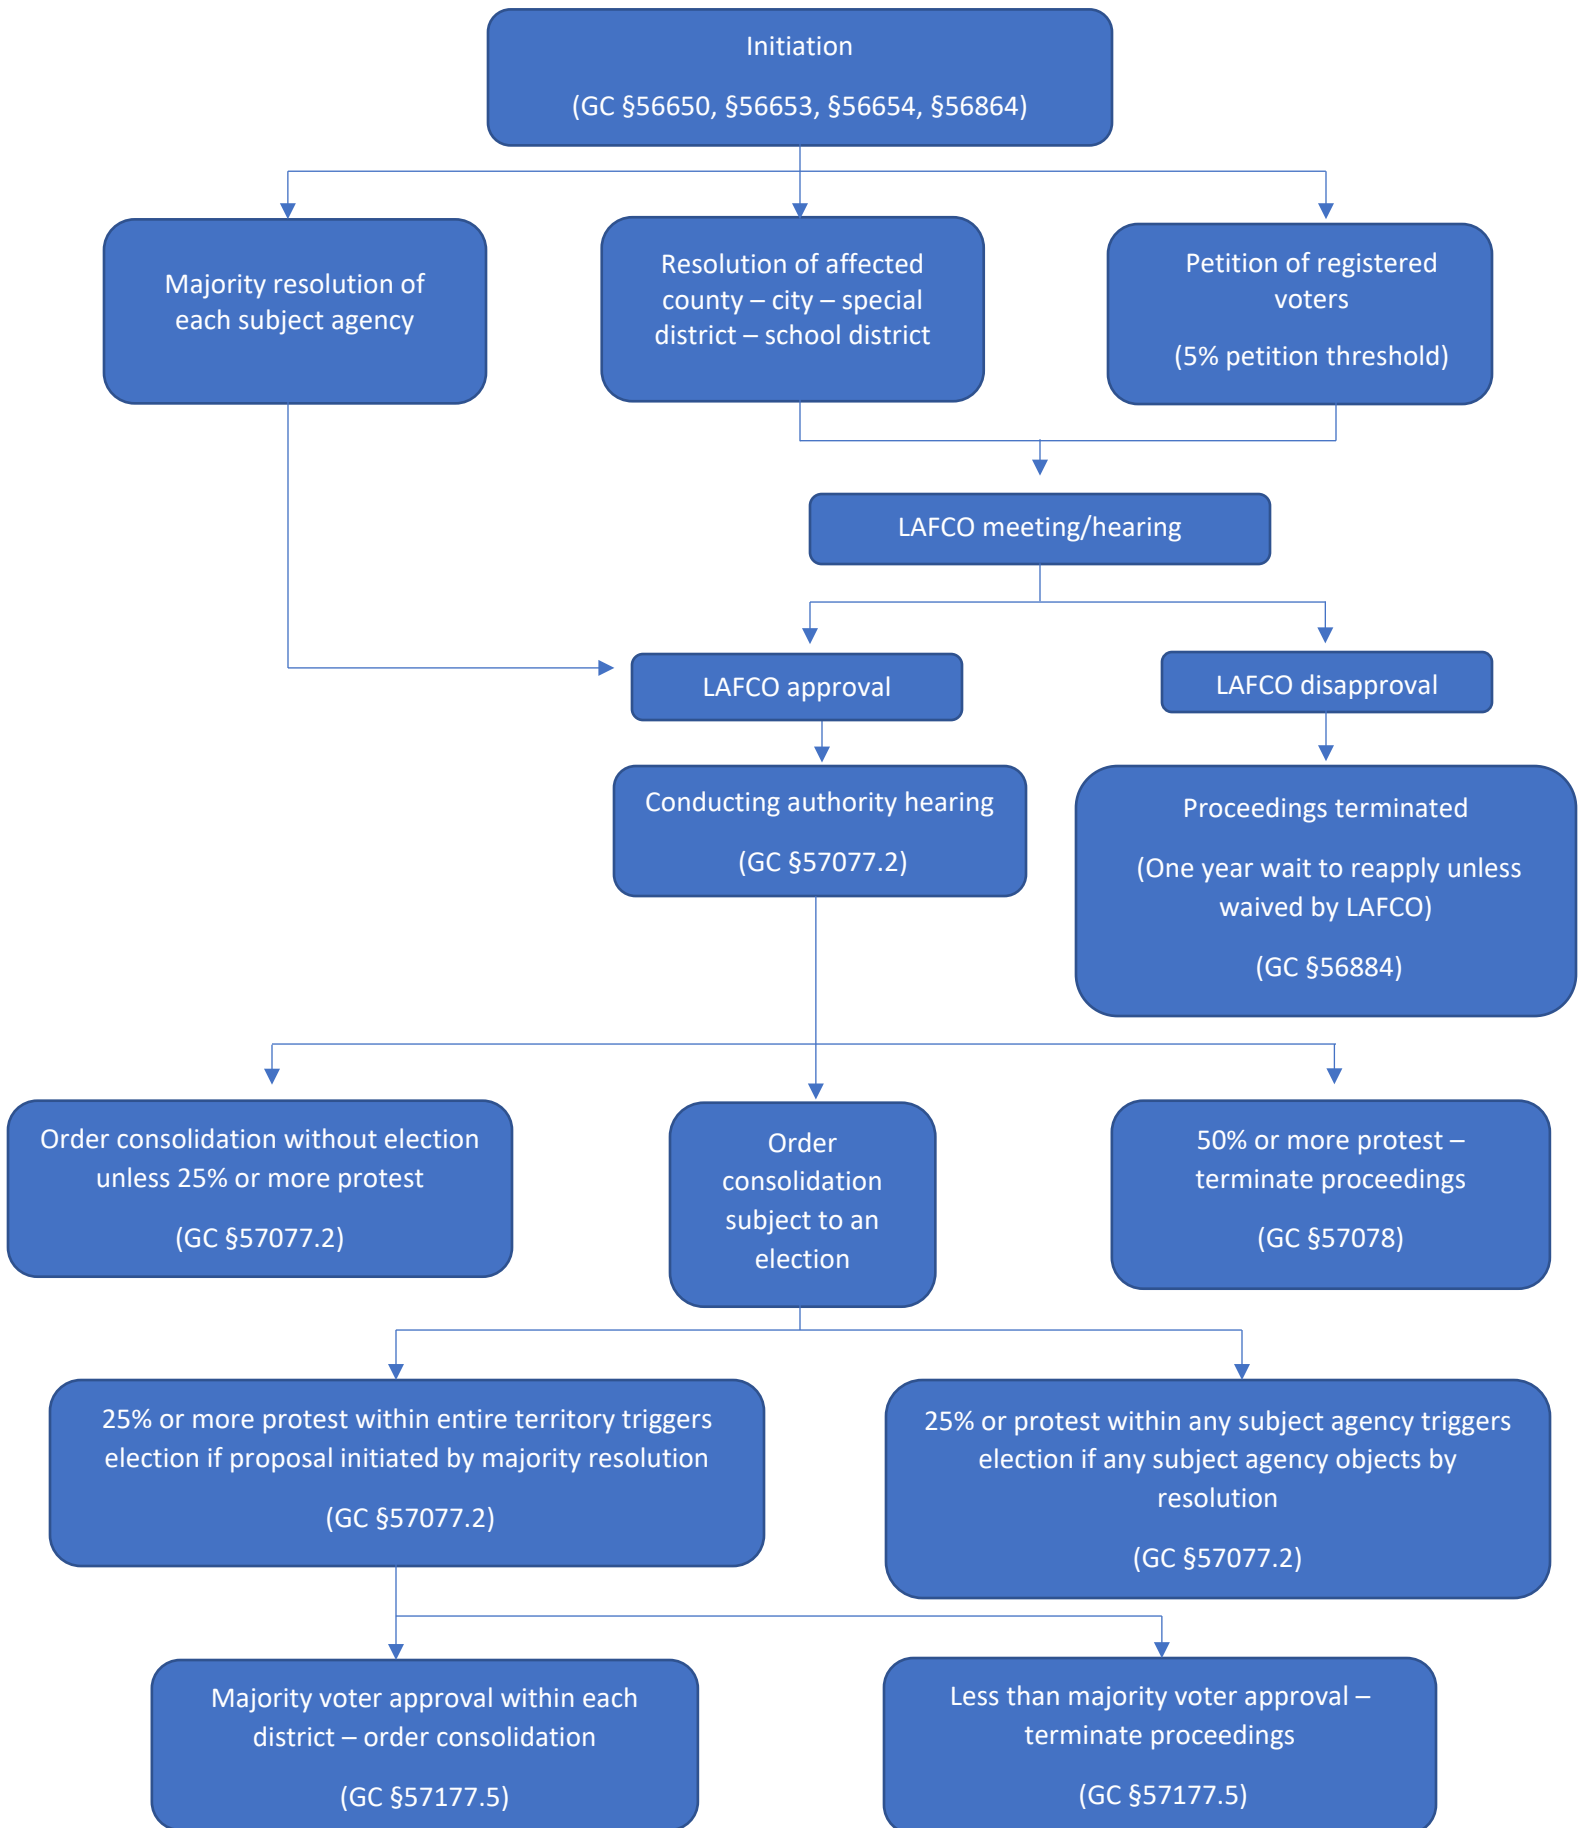 Initiation
(GC §56650, §56653, §56654, §56864)
Majority resolution of
each subject agency
Resolution of affected
county – city – special
district – school district
Petition of registered
voters
(5% petition threshold)
LAFCO meeting/hearing
LAFCO approval
LAFCO disapproval
Conducting authority hearing
(GC §57077.2)
Proceedings terminated
(One year wait to reapply unless
waived by LAFCO)
(GC §56884)
Order consolidation without election
unless 25% or more protest
(GC §57077.2)
Order
consolidation
subject to an
election
50% or more protest –
terminate proceedings
(GC §57078)
25% or more protest within entire territory triggers
election if proposal initiated by majority resolution
(GC §57077.2)
25% or protest within any subject agency triggers
election if any subject agency objects by
resolution
(GC §57077.2)
Majority voter approval within each
district – order consolidation
(GC §57177.5)
Less than majority voter approval –
terminate proceedings
(GC §57177.5)